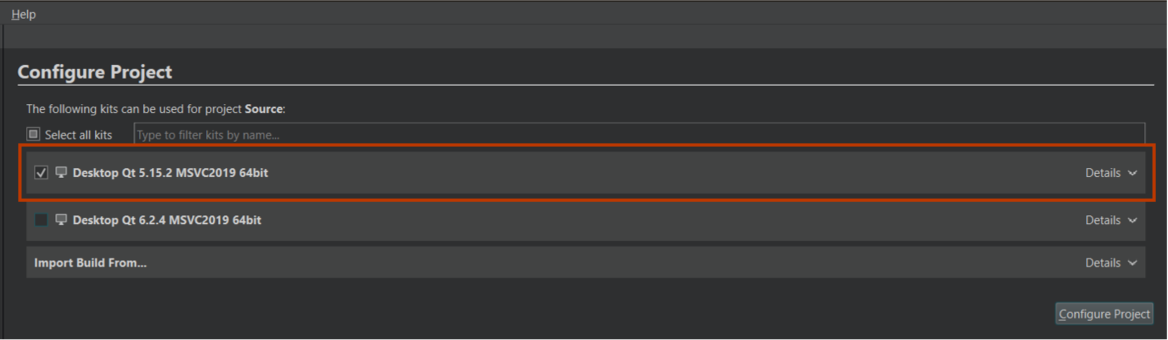 Help
Configure Project
The following kits can be used for project Source:
Select all kits Type to filter kits by name...
Desktop Qt 5.15.2 MSVC2019 64bit Details
Desktop Qt 6.2.4 MSVC2019 64bit Details
Import Build From... Details
Configure Project